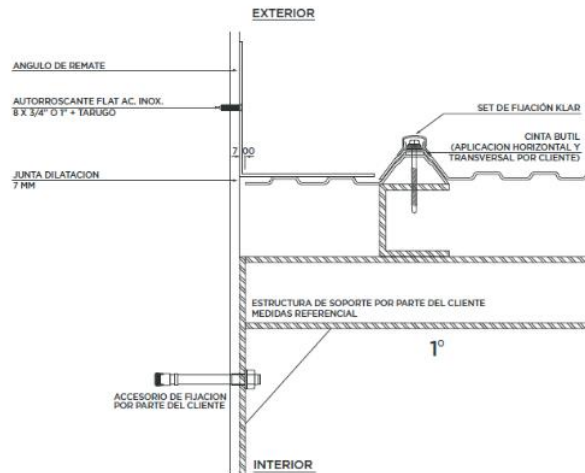 EXTERIOR
ANGULO DE REMATE
AUTORROSCANTE FLAT AC. INOX.
8 X 3/4" O 1" + TARUGO
SET DE FIJACIÓN KLAR
CINTA BUTIL
(APLICACION HORIZONTAL Y
TRANSVERSAL POR CLIENTE)
7,00
JUNTA DILATACION
7 MM
ESTRUCTURA DE SOPORTE POR PARTE DEL CLIENTE
MEDIDAS REFERENCIAL
1°
ACCESORIO DE FIJACION
POR PARTE DEL CLIENTE
INTERIOR